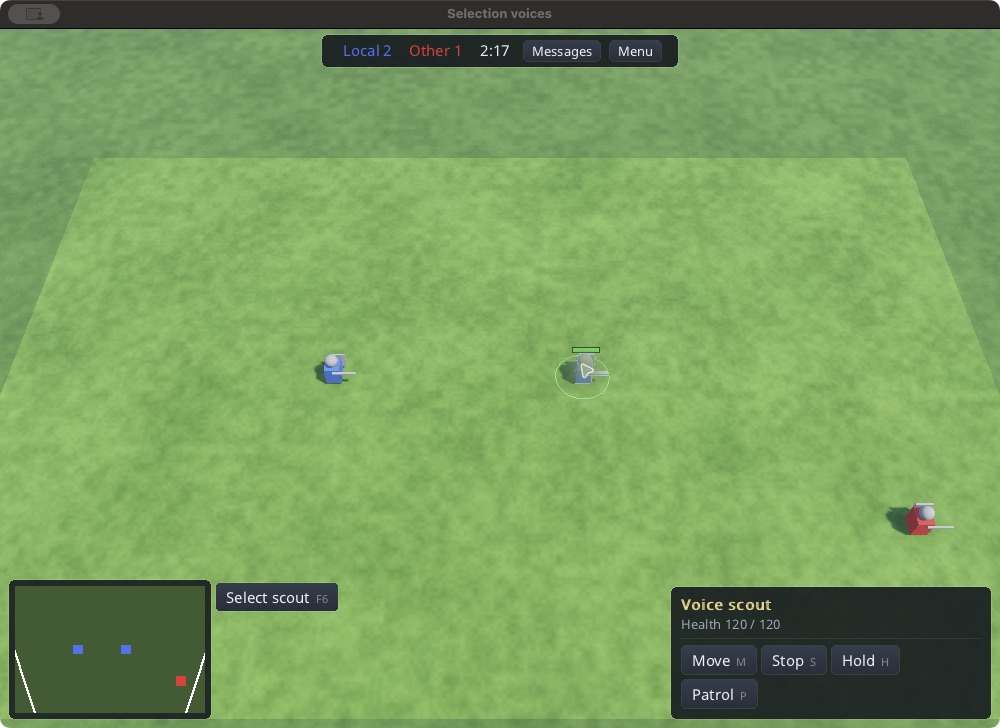 Selection voices
Local 2 Other 1 2:17 Messages Menu
Select scout F6
Voice scout
Health 120 / 120
Move M Stop S Hold H
Patrol P